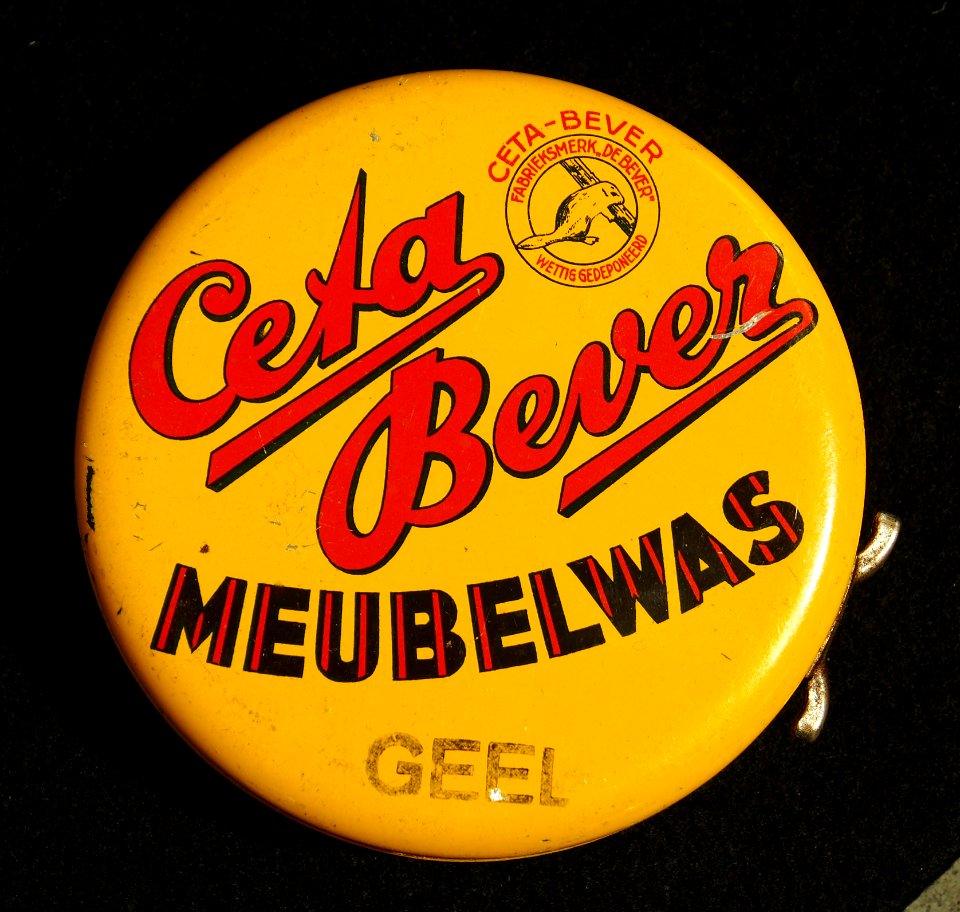 CETA-BEVER
FABRIEKSMERK „DE BEVER"
WETTIG GEDEPONEERD
Ceta
Bever
MEUBELWAS
GEEL